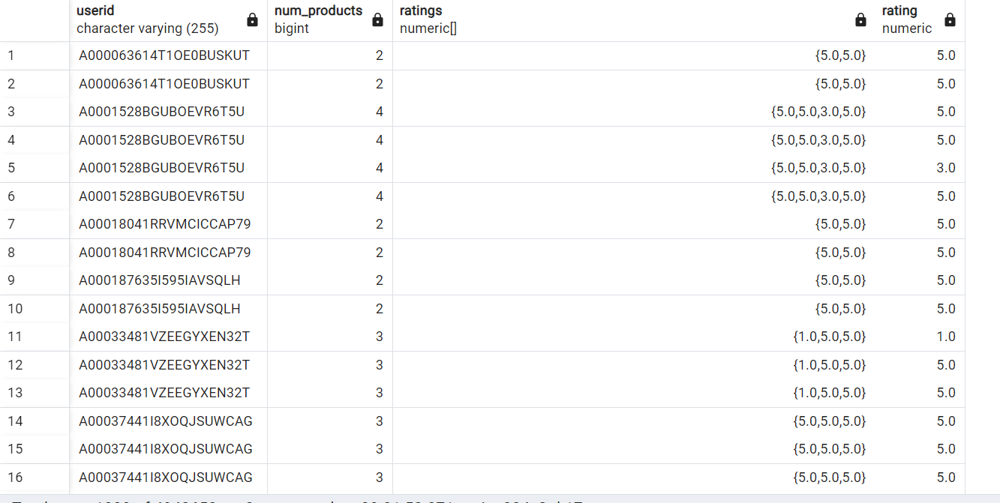 userid num_products ratings rating
character varying (255) bigint numeric[] numeric
1 A000063614T1OE0BUSKUT 2 {5.0,5.0} 5.0
2 A000063614T1OE0BUSKUT 2 {5.0,5.0} 5.0
3 A0001528BGUBOEVR6T5U 4 {5.0,5.0,3.0,5.0} 5.0
4 A0001528BGUBOEVR6T5U 4 {5.0,5.0,3.0,5.0} 5.0
5 A0001528BGUBOEVR6T5U 4 {5.0,5.0,3.0,5.0} 3.0
6 A0001528BGUBOEVR6T5U 4 {5.0,5.0,3.0,5.0} 5.0
7 A00018041RRVMCICCAP79 2 {5.0,5.0} 5.0
8 A00018041RRVMCICCAP79 2 {5.0,5.0} 5.0
9 A000187635I595IAVSQLH 2 {5.0,5.0} 5.0
10 A000187635I595IAVSQLH 2 {5.0,5.0} 5.0
11 A00033481VZEEGYXEN32T 3 {1.0,5.0,5.0} 1.0
12 A00033481VZEEGYXEN32T 3 {1.0,5.0,5.0} 5.0
13 A00033481VZEEGYXEN32T 3 {1.0,5.0,5.0} 5.0
14 A00037441I8XOQJSUWCAG 3 {5.0,5.0,5.0} 5.0
15 A00037441I8XOQJSUWCAG 3 {5.0,5.0,5.0} 5.0
16 A00037441I8XOQJSUWCAG 3 {5.0,5.0,5.0} 5.0